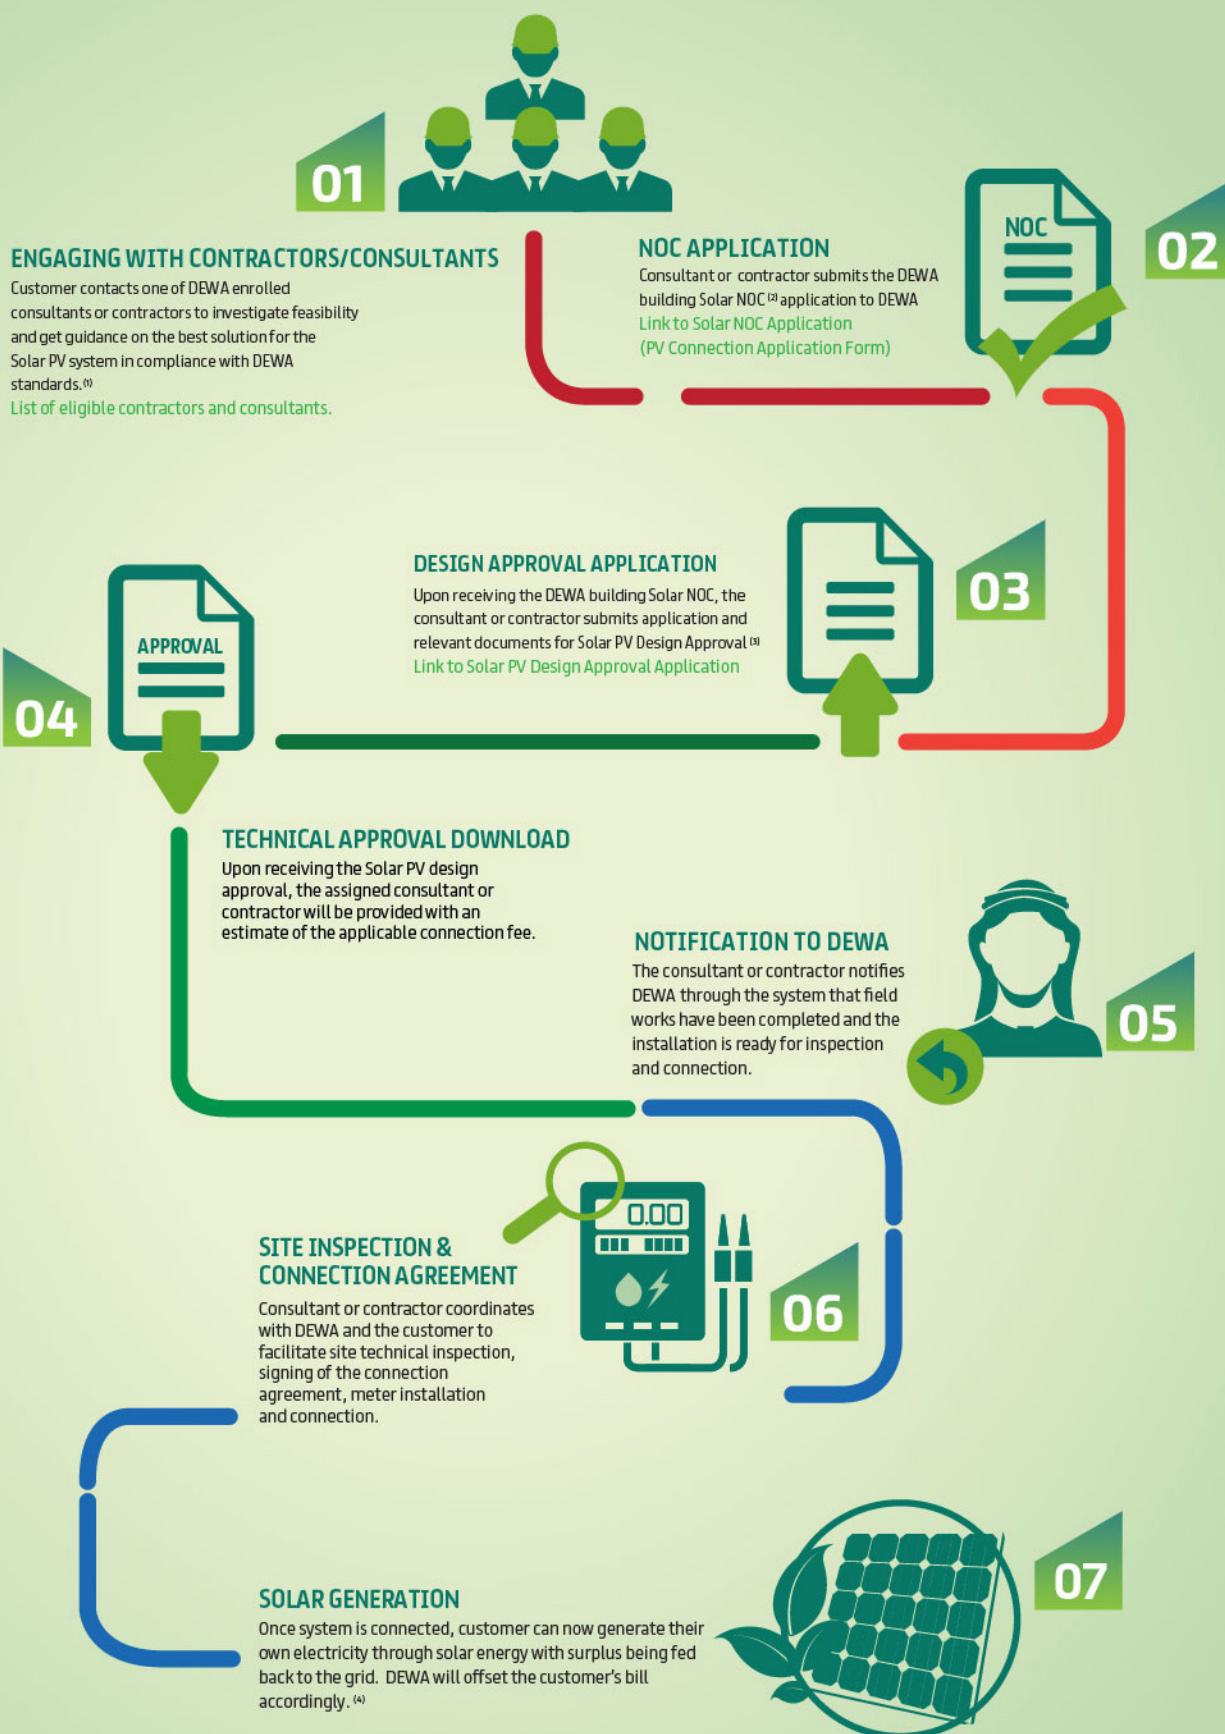 01
ENGAGING WITH CONTRACTORS/CONSULTANTS
Customer contacts one of DEWA enrolled
consultants or contractors to investigate feasibility
and get guidance on the best solution for the
Solar PV system in compliance with DEWA
standards.(1)
List of eligible contractors and consultants.
NOC
02
NOC APPLICATION
Consultant or contractor submits the DEWA
building Solar NOC (2) application to DEWA
Link to Solar NOC Application
(PV Connection Application Form)
03
DESIGN APPROVAL APPLICATION
Upon receiving the DEWA building Solar NOC, the
consultant or contractor submits application and
relevant documents for Solar PV Design Approval (3)
Link to Solar PV Design Approval Application
APPROVAL
04
TECHNICAL APPROVAL DOWNLOAD
Upon receiving the Solar PV design
approval, the assigned consultant or
contractor will be provided with an
estimate of the applicable connection fee.
05
NOTIFICATION TO DEWA
The consultant or contractor notifies
DEWA through the system that field
works have been completed and the
installation is ready for inspection
and connection.
0.00
06
SITE INSPECTION &
CONNECTION AGREEMENT
Consultant or contractor coordinates
with DEWA and the customer to
facilitate site technical inspection,
signing of the connection
agreement, meter installation
and connection.
07
SOLAR GENERATION
Once system is connected, customer can now generate their
own electricity through solar energy with surplus being fed
back to the grid. DEWA will offset the customer's bill
accordingly. (4)